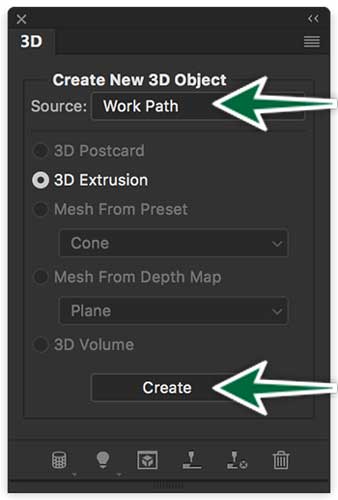 3D
Create New 3D Object
Source: Work Path
3D Postcard
3D Extrusion
Mesh From Preset
Cone
Mesh From Depth Map
Plane
3D Volume
Create